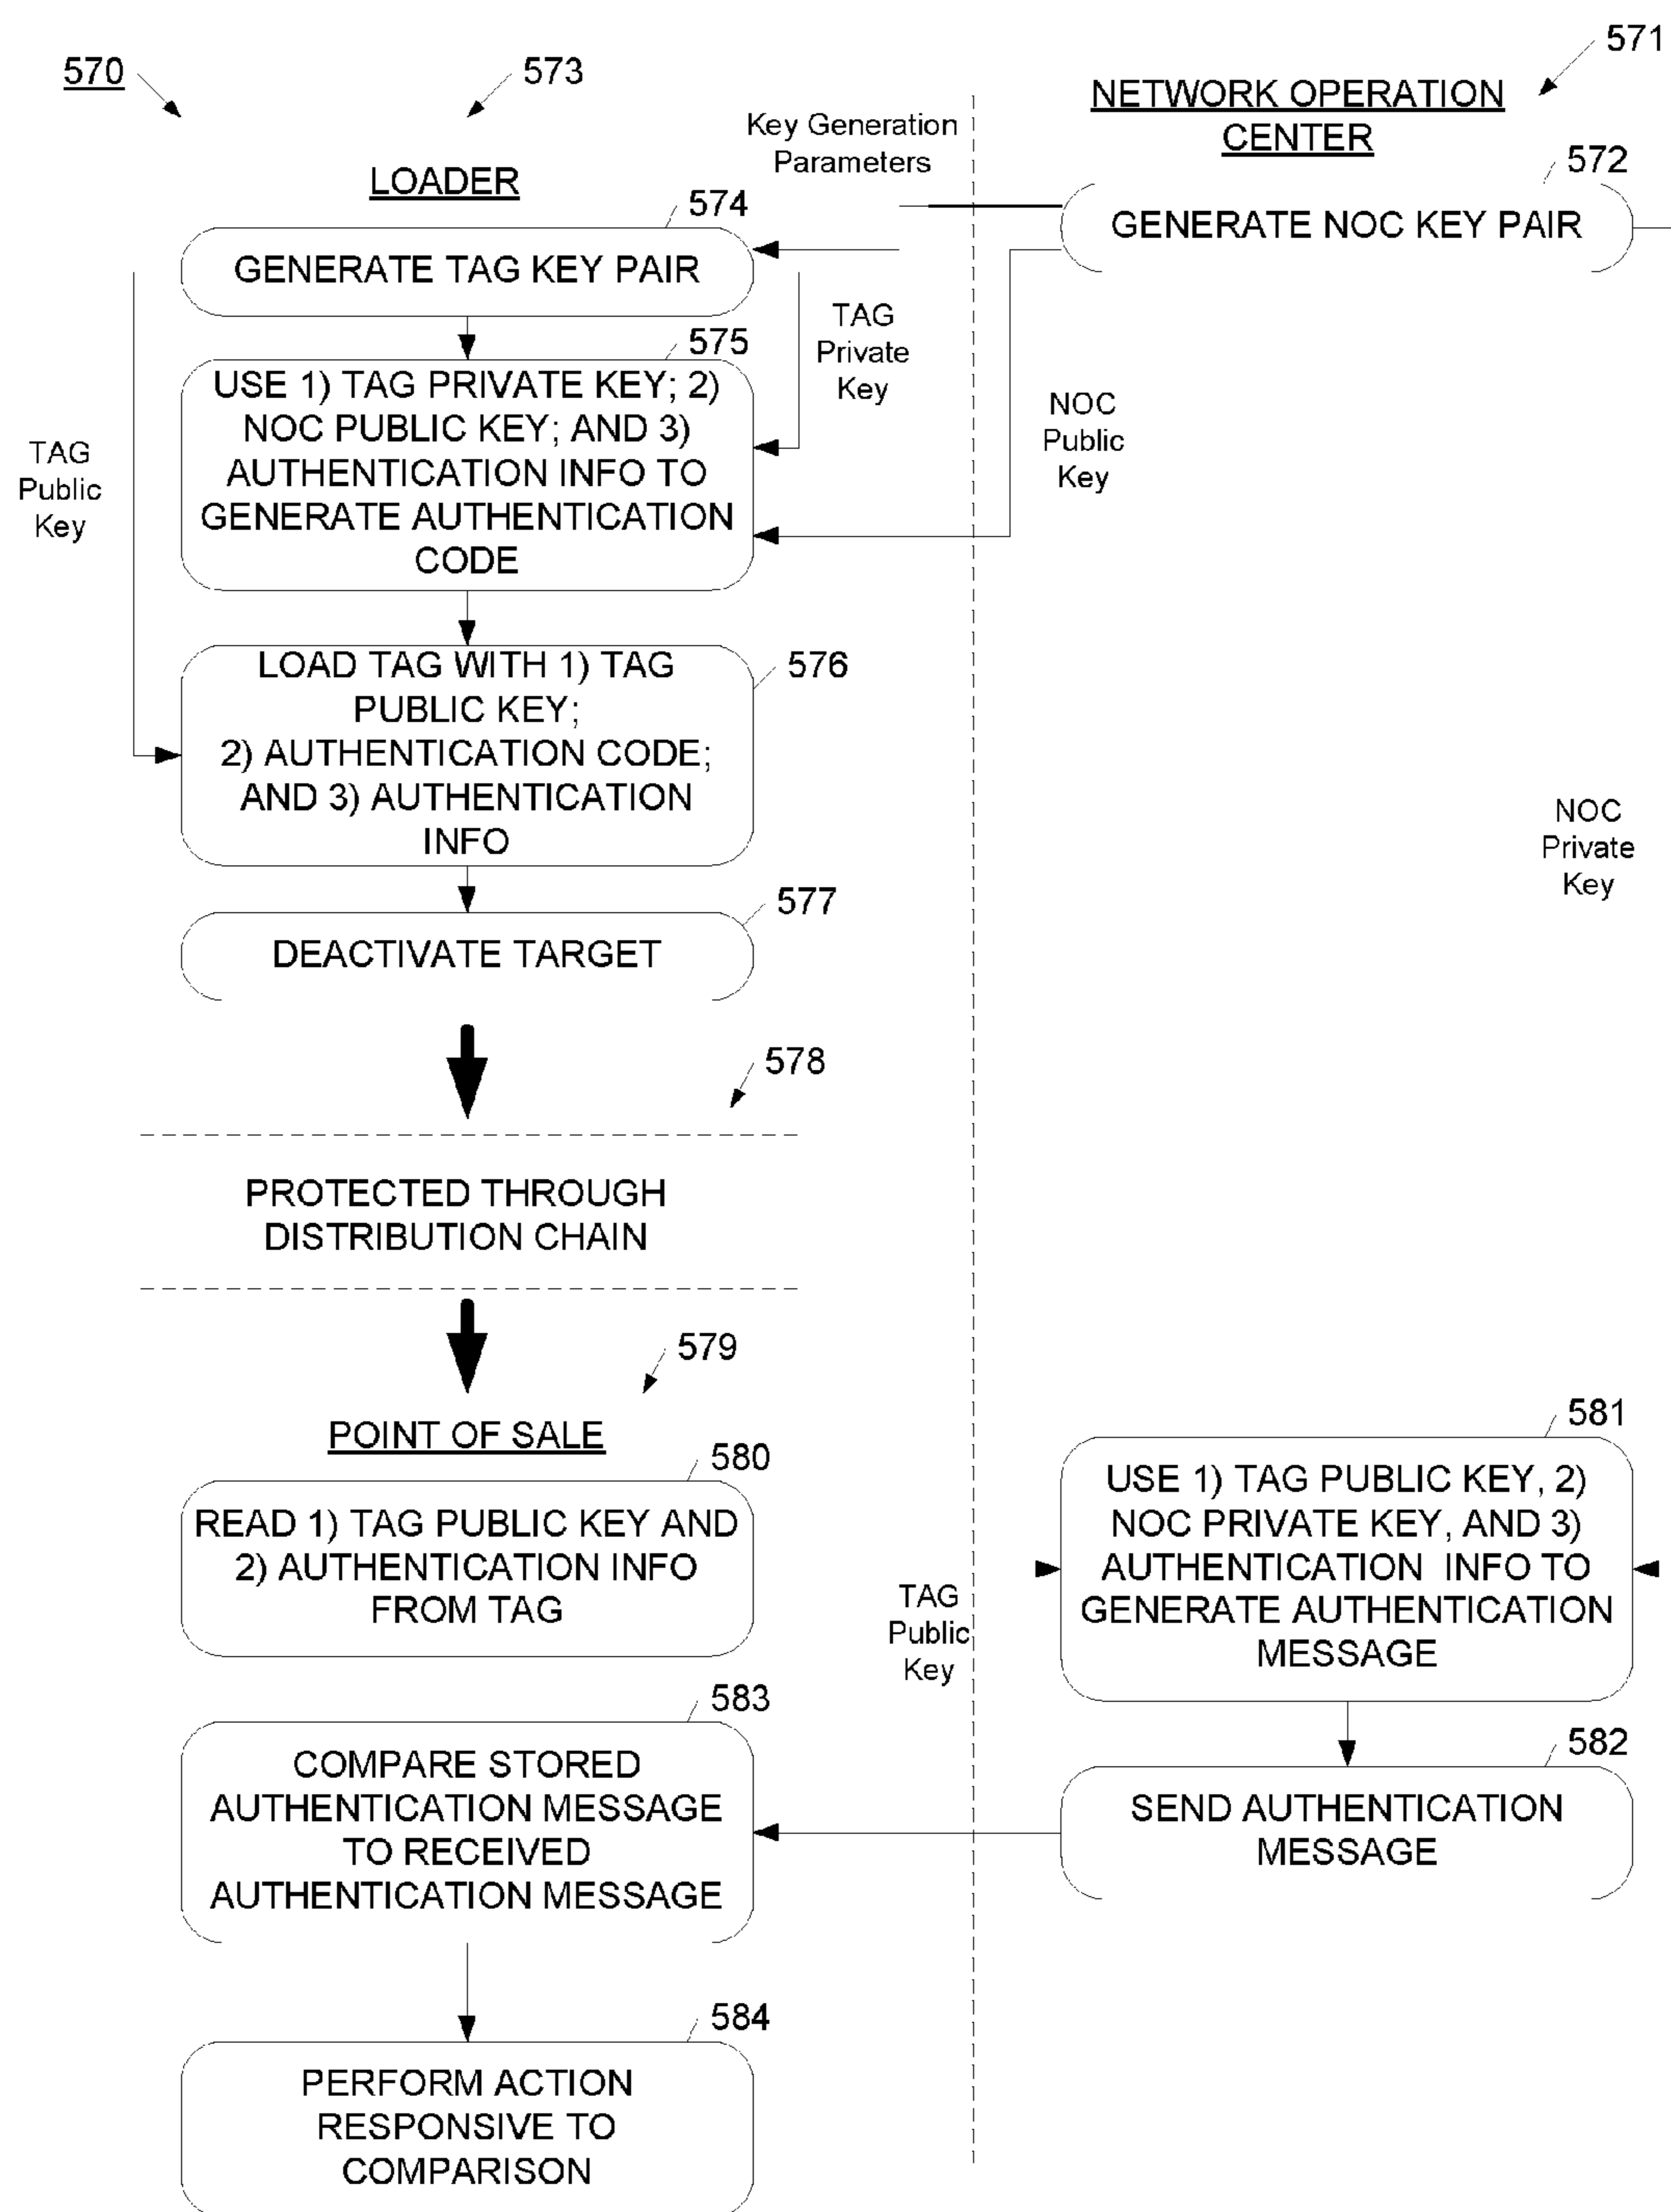 570
573
571
NETWORK OPERATION
CENTER
Key Generation
Parameters
572
LOADER
574
GENERATE NOC KEY PAIR
GENERATE TAG KEY PAIR
TAG
Private
Key
575
USE 1) TAG PRIVATE KEY; 2)
NOC PUBLIC KEY; AND 3)
AUTHENTICATION INFO TO
GENERATE AUTHENTICATION
CODE
NOC
Public
Key
TAG
Public
Key
576
LOAD TAG WITH 1) TAG
PUBLIC KEY;
2) AUTHENTICATION CODE;
AND 3) AUTHENTICATION
INFO
NOC
Private
Key
577
DEACTIVATE TARGET
578
PROTECTED THROUGH
DISTRIBUTION CHAIN
579
POINT OF SALE
580
READ 1) TAG PUBLIC KEY AND
2) AUTHENTICATION INFO
FROM TAG
581
USE 1) TAG PUBLIC KEY, 2)
NOC PRIVATE KEY, AND 3)
AUTHENTICATION INFO TO
GENERATE AUTHENTICATION
MESSAGE
TAG
Public
Key
583
COMPARE STORED
AUTHENTICATION MESSAGE
TO RECEIVED
AUTHENTICATION MESSAGE
582
SEND AUTHENTICATION
MESSAGE
584
PERFORM ACTION
RESPONSIVE TO
COMPARISON